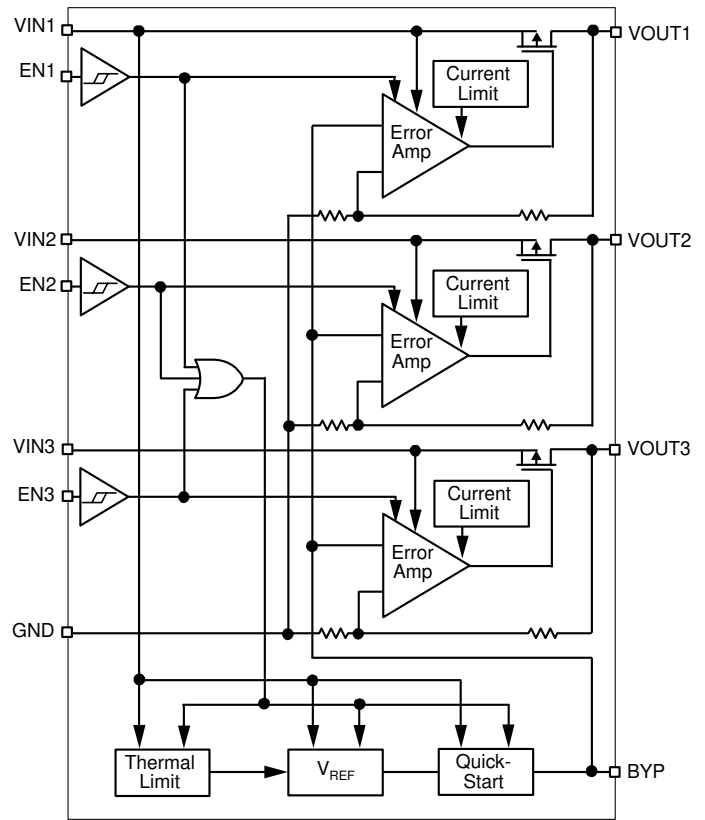 VIN1
VOUT1
EN1
Current
Limit
Error
Amp
VIN2
VOUT2
EN2
Current
Limit
Error
Amp
VIN3
VOUT3
EN3
Current
Limit
Error
Amp
GND
Thermal
Limit
VREF
Quick-
Start
BYP